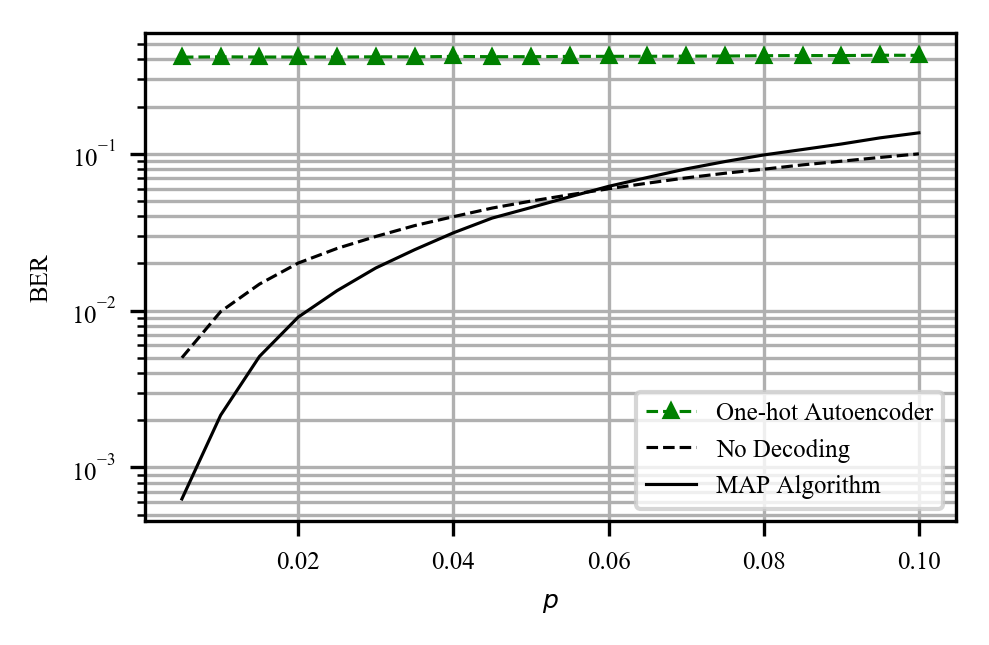 BER
10⁻¹
10⁻²
10⁻³
One-hot Autoencoder
No Decoding
MAP Algorithm
0.02 0.04 0.06 0.08 0.10
p